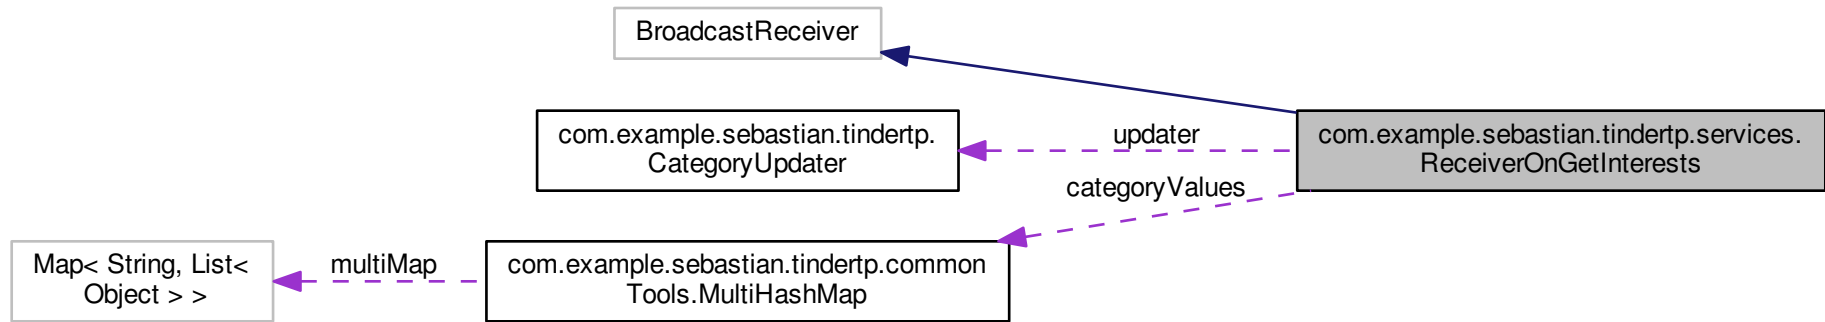 BroadcastReceiver
com.example.sebastian.tindertp.
CategoryUpdater
updater
com.example.sebastian.tindertp.services.
ReceiverOnGetInterests
categoryValues
Map< String, List<
Object > >
multiMap
com.example.sebastian.tindertp.common
Tools.MultiHashMap